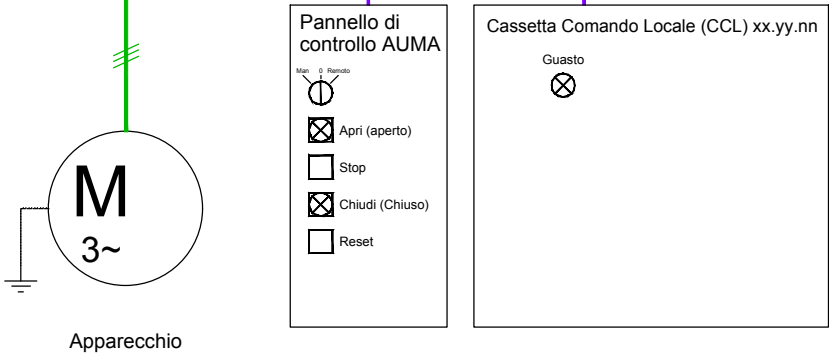 Pannello di
controllo AUMA
Man 0 Remoto
Apri (aperto)
Stop
Chiudi (Chiuso)
Reset
Cassetta Comando Locale (CCL) xx.yy.nn
Guasto
M
3~
Apparecchio